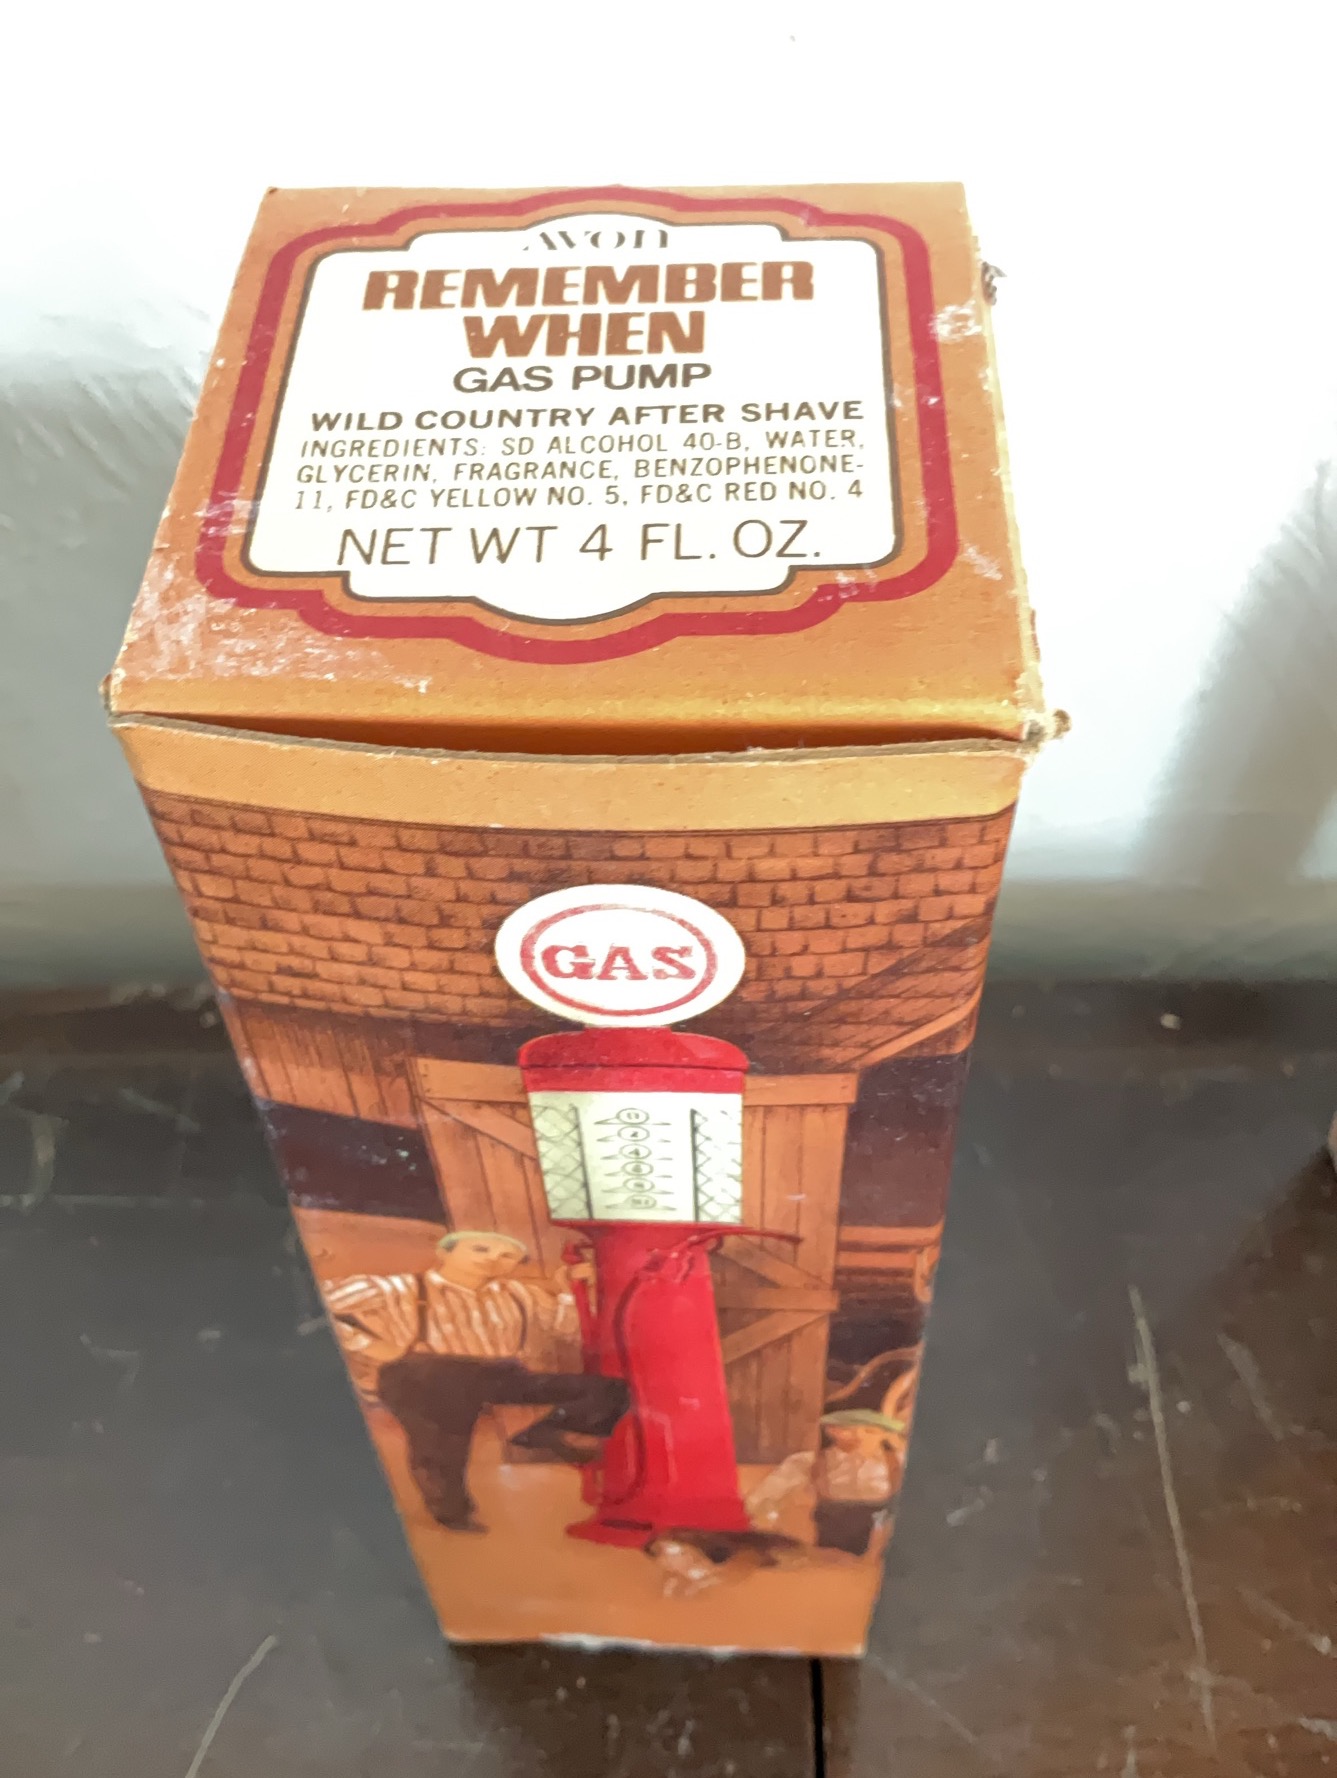 AVON
REMEMBER
WHEN
GAS PUMP
WILD COUNTRY AFTER SHAVE
INGREDIENTS: SD ALCOHOL 40-B, WATER,
GLYCERIN, FRAGRANCE, BENZOPHENONE-
11, FD&C YELLOW NO. 5, FD&C RED NO. 4
NET WT 4 FL. OZ.
GAS